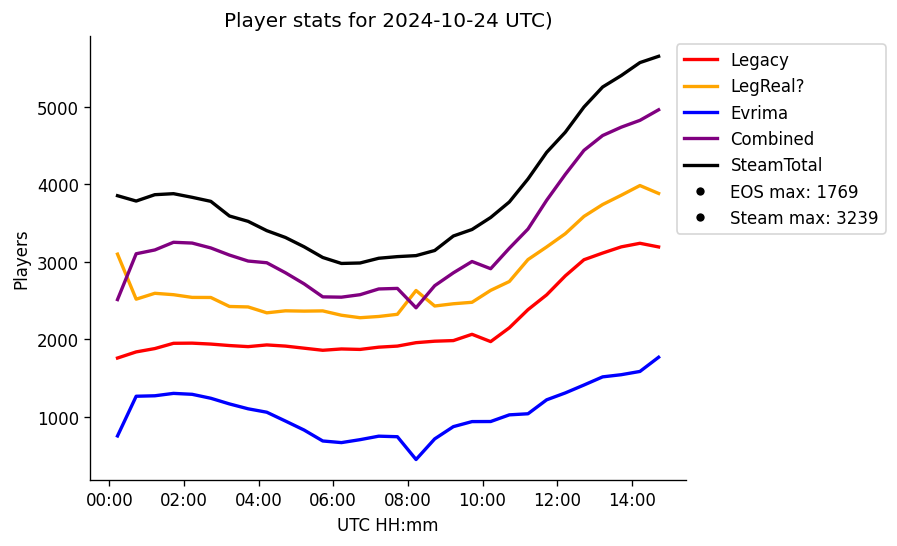 Player stats for 2024-10-24 UTC)
Players
5000
4000
3000
2000
1000
00:00 02:00 04:00 06:00 08:00 10:00 12:00 14:00
UTC HH:mm
Legacy
LegReal?
Evrima
Combined
SteamTotal
EOS max: 1769
Steam max: 3239